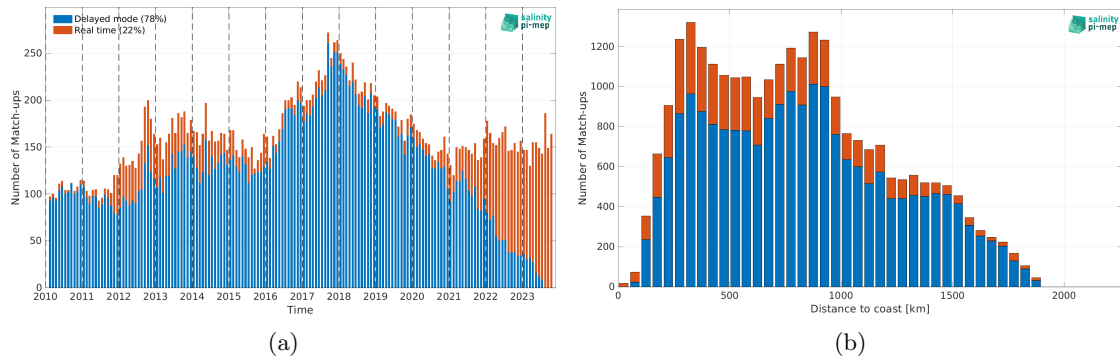 Delayed mode (78%)
Real time (22%)
salinity
pi-mep
Number of Match-ups
250
200
150
100
50
0
2010 2011 2012 2013 2014 2015 2016 2017 2018 2019 2020 2021 2022 2023
Time
(a)
salinity
pi-mep
Number of Match-ups
1200
1000
800
600
400
200
0
0 500 1000 1500 2000
Distance to coast [km]
(b)